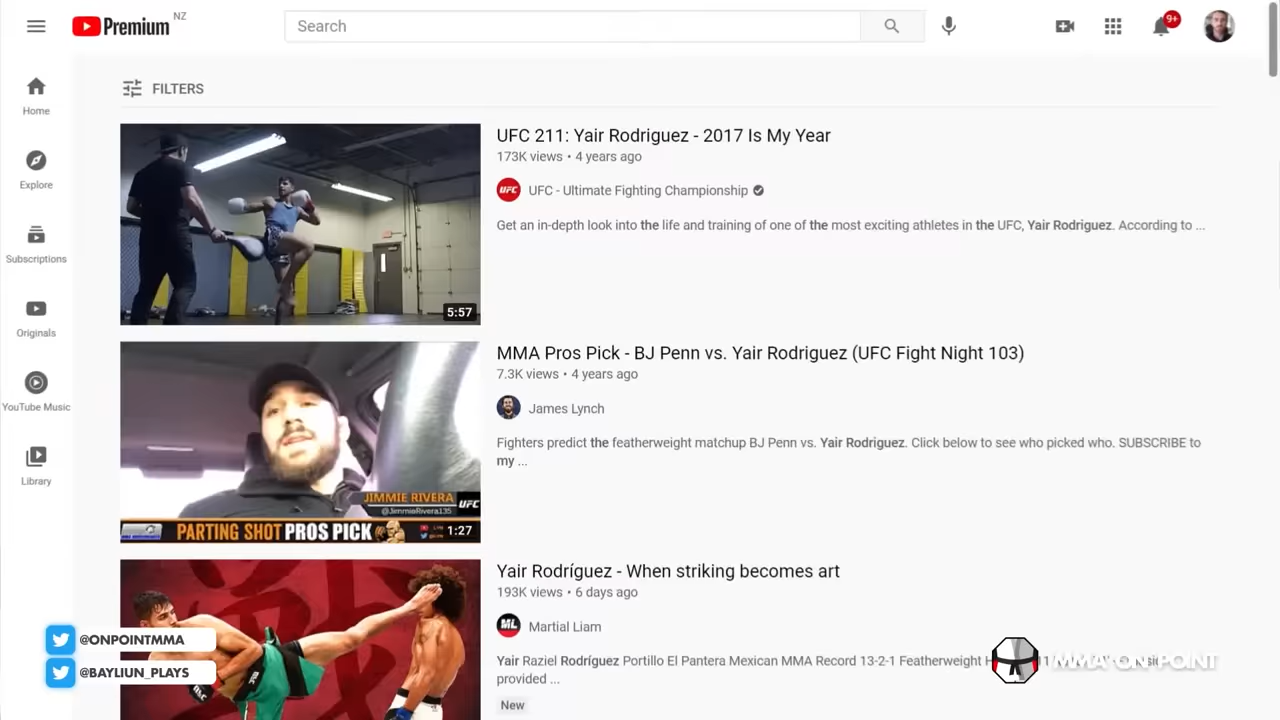 Premium NZ
Search
9+
FILTERS
Home
Explore
Subscriptions
Originals
YouTube Music
Library
5:57
UFC 211: Yair Rodriguez - 2017 Is My Year
173K views • 4 years ago
UFC
UFC - Ultimate Fighting Championship
Get an in-depth look into the life and training of one of the most exciting athletes in the UFC, Yair Rodriguez. According to ...
JIMMIE RIVERA
@JimmieRivera135
UFC
PARTING SHOT PROS PICK
1:27
MMA Pros Pick - BJ Penn vs. Yair Rodriguez (UFC Fight Night 103)
7.3K views • 4 years ago
James Lynch
Fighters predict the featherweight matchup BJ Penn vs. Yair Rodriguez. Click below to see who picked who. SUBSCRIBE to
my ...
Yair Rodríguez - When striking becomes art
193K views • 6 days ago
ML
Martial Liam
Yair Raziel Rodríguez Portillo El Pantera Mexican MMA Record 13-2-1 Featherweight
provided ...
New
@ONPOINTMMA
@BAYLIUN_PLAYS
MMA ON POINT